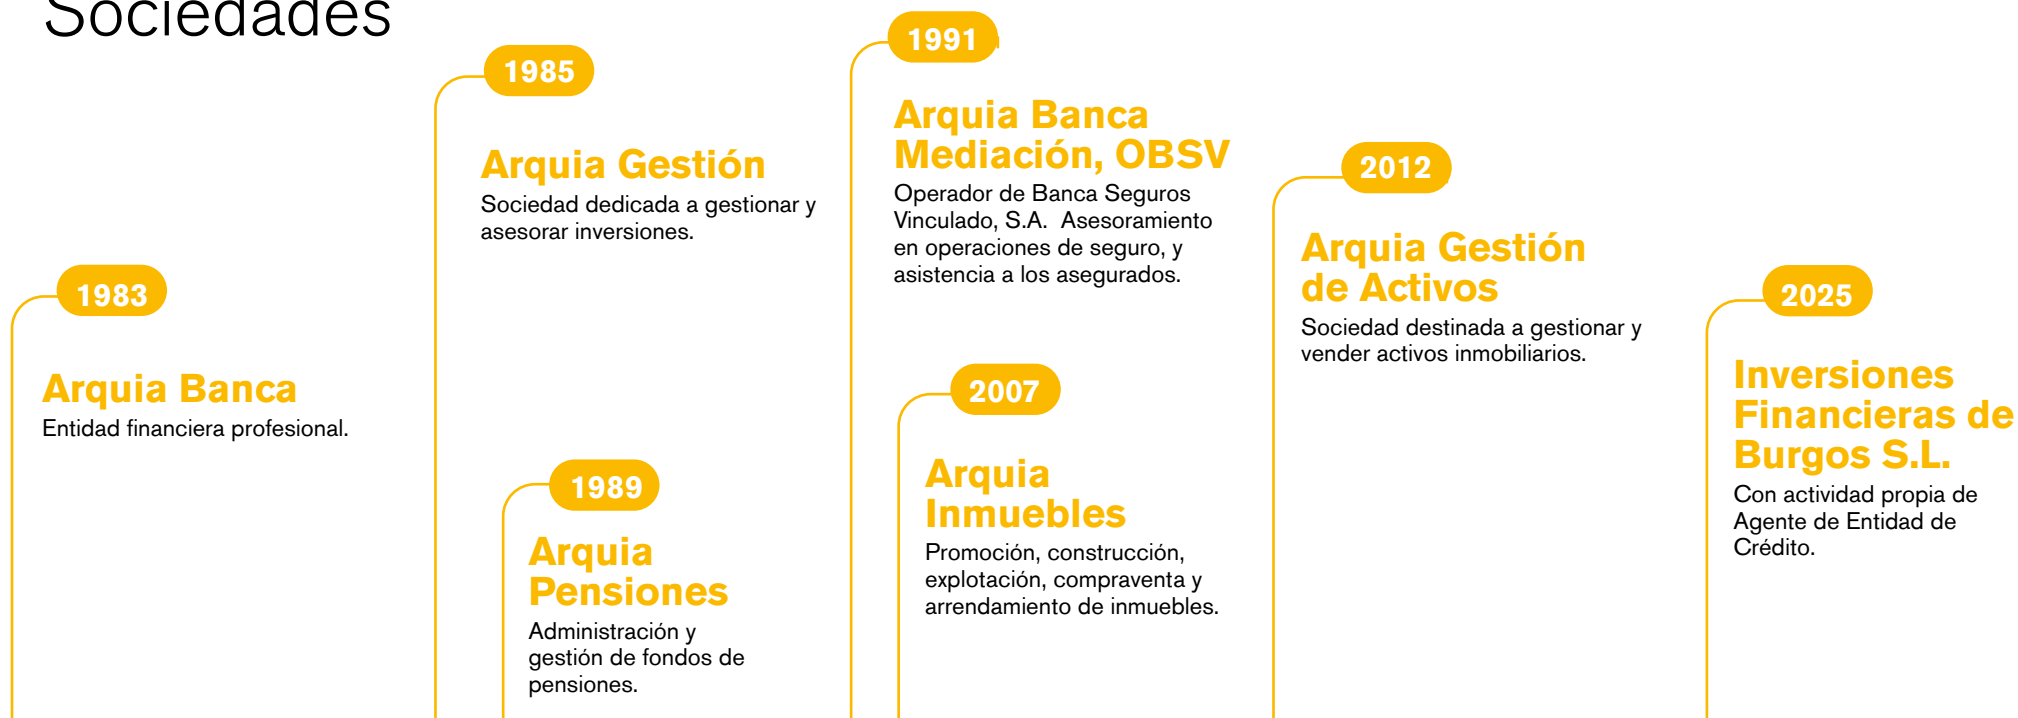 Sociedades
1983
Arquia Banca
Entidad financiera profesional.
1985
Arquia Gestión
Sociedad dedicada a gestionar y
asesorar inversiones.
1989
Arquia
Pensiones
Administración y
gestión de fondos de
pensiones.
1991
Arquia Banca
Mediación, OBSV
Operador de Banca Seguros
Vinculado, S.A.  Asesoramiento
en operaciones de seguro, y
asistencia a los asegurados.
2007
Arquia
Inmuebles
Promoción, construcción,
explotación, compraventa y
arrendamiento de inmuebles.
2012
Arquia Gestión
de Activos
Sociedad destinada a gestionar y
vender activos inmobiliarios.
2025
Inversiones
Financieras de
Burgos S.L.
Con actividad propia de
Agente de Entidad de
Crédito.